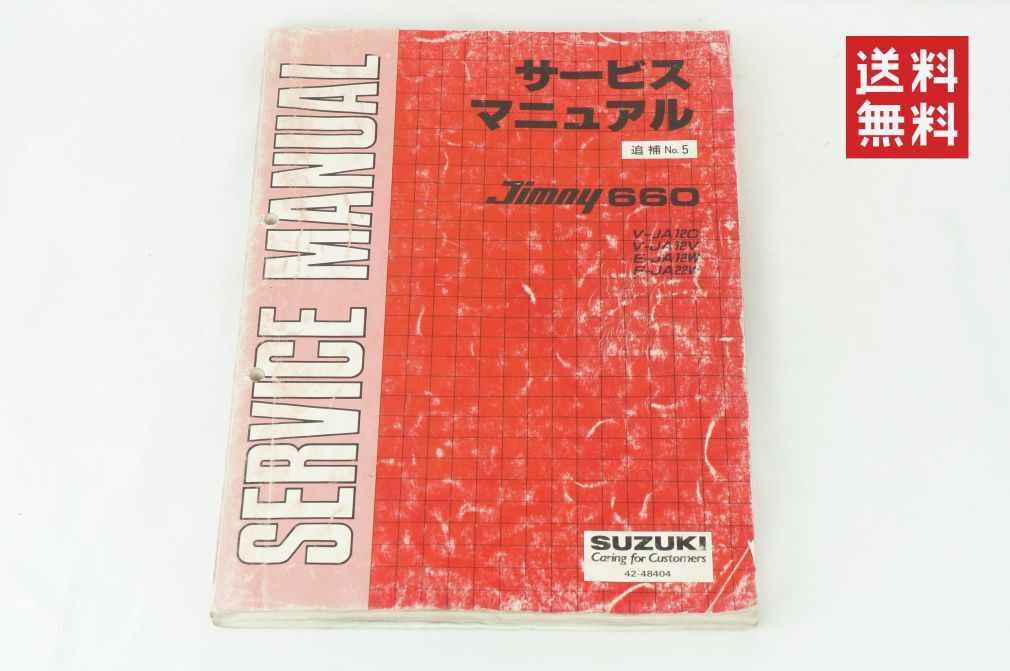 SERVICE MANUAL
サービス
マニュアル
追補 No. 5
Jimny 660
V-JA12C
V-JA12V
E-JA12W
E-JA22W
SUZUKI
Caring for Customers
42-48404
送料
無料